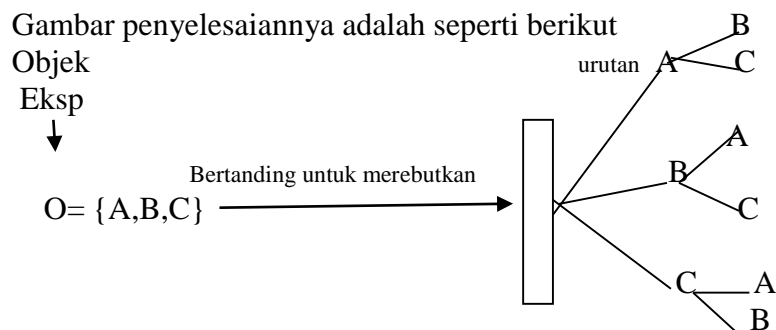 Gambar penyelesaiannya adalah seperti berikut
B
Objek
urutan A C
Eksp
A
Bertanding untuk merebutkan
B
O= {A,B,C}
C
C A
B